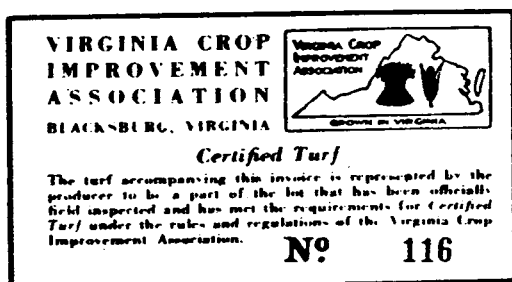 VIRGINIA CROP
IMPROVEMENT
ASSOCIATION
BLACKSBURG, VIRGINIA
VIRGINIA CROP
IMPROVEMENT
ASSOCIATION
GROWN IN VIRGINIA
Certified Turf
The turf accompanying this invoice is represented by the
producer to be a part of the lot that has been officially
field inspected and has met the requirements for Certified
Turf under the rules and regulations of the Virginia Crop
Improvement Association.
Nº 116